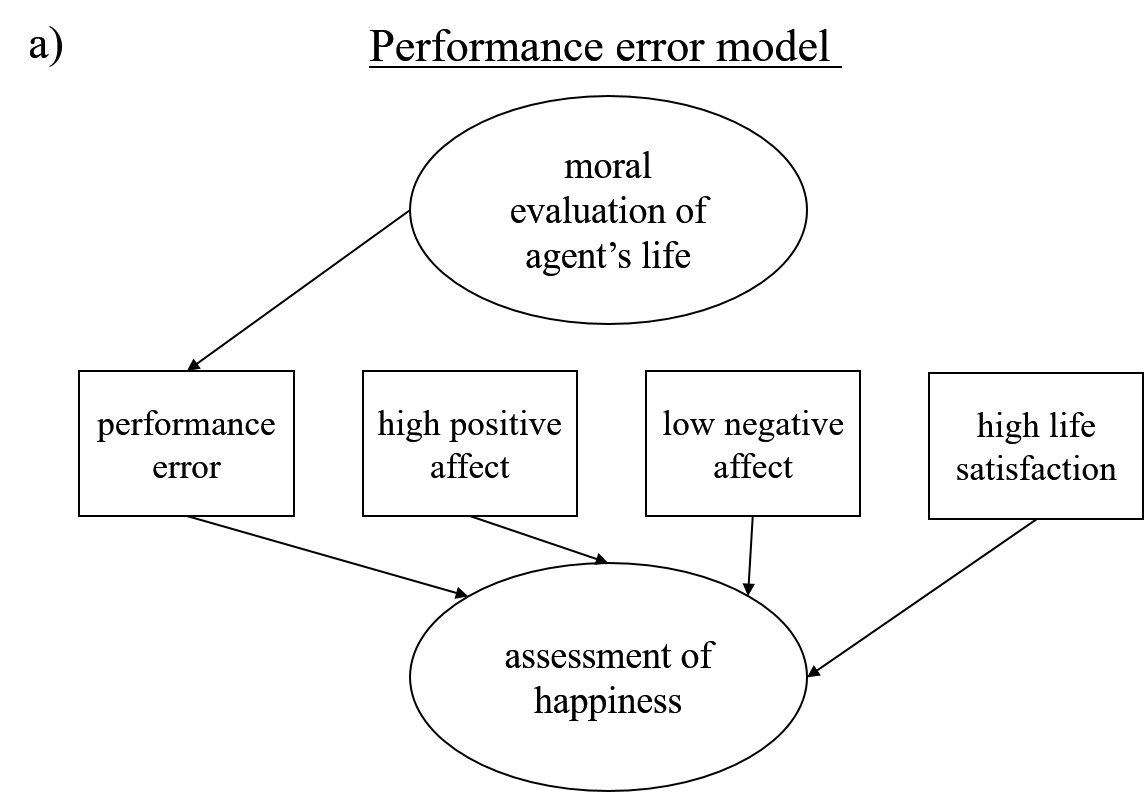 a)
Performance error model
moral
evaluation of
agent’s life
performance
error
high positive
affect
low negative
affect
high life
satisfaction
assessment of
happiness